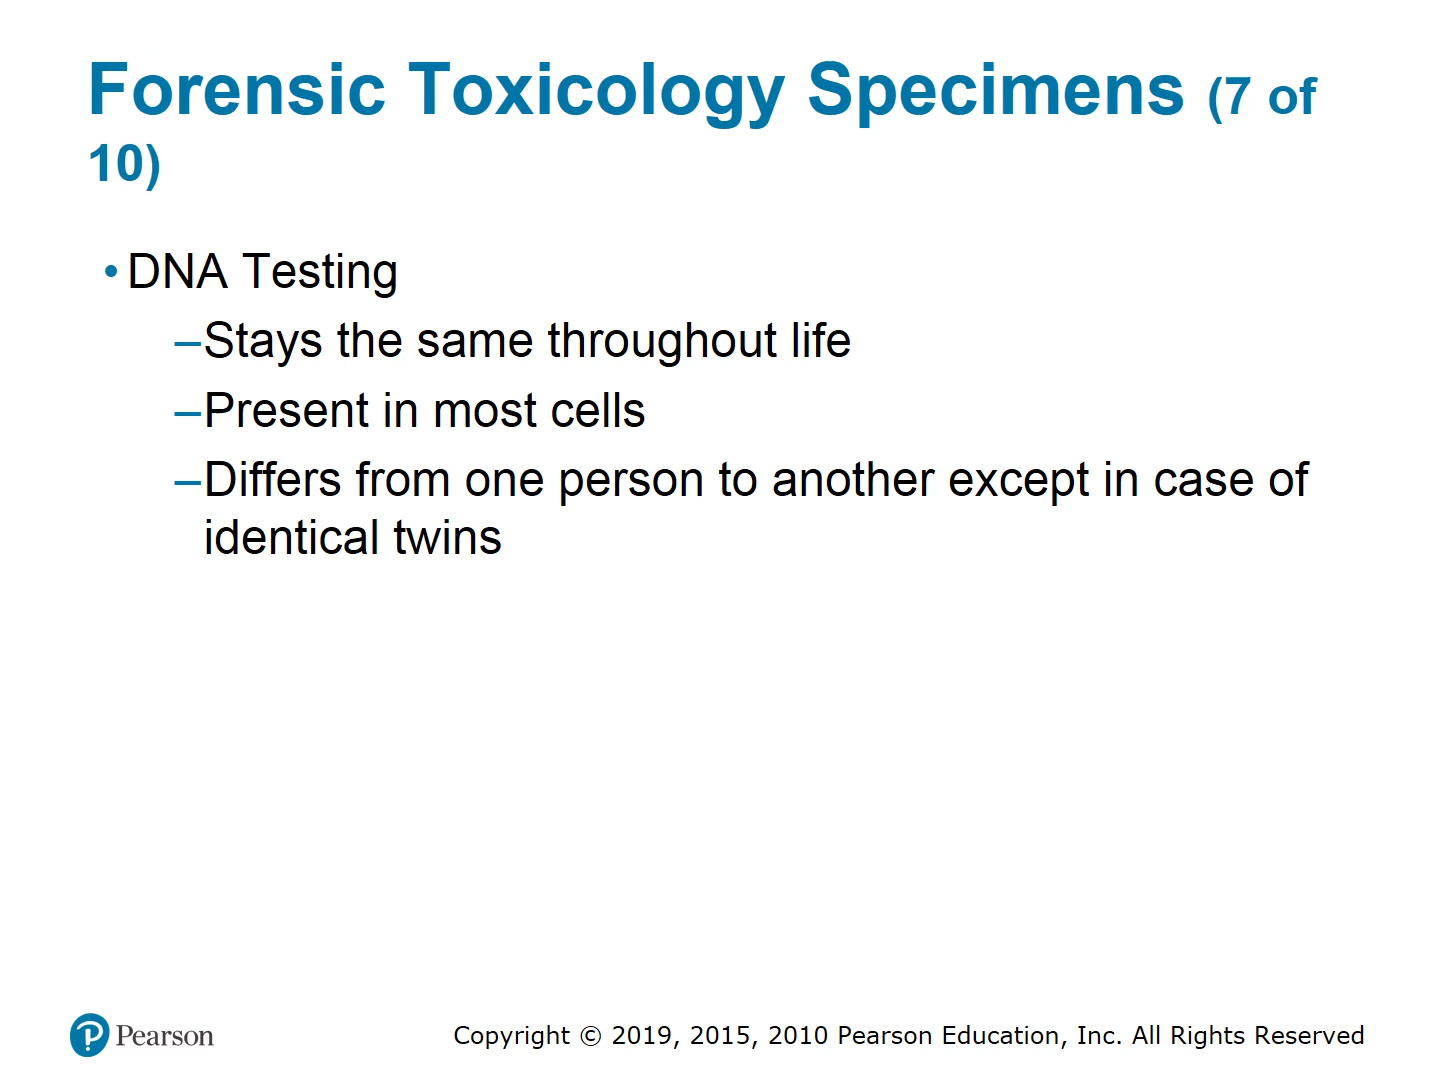 Forensic Toxicology Specimens (7 of
10)
• DNA Testing
–Stays the same throughout life
–Present in most cells
–Differs from one person to another except in case of
identical twins
Pearson
Copyright © 2019, 2015, 2010 Pearson Education, Inc. All Rights Reserved